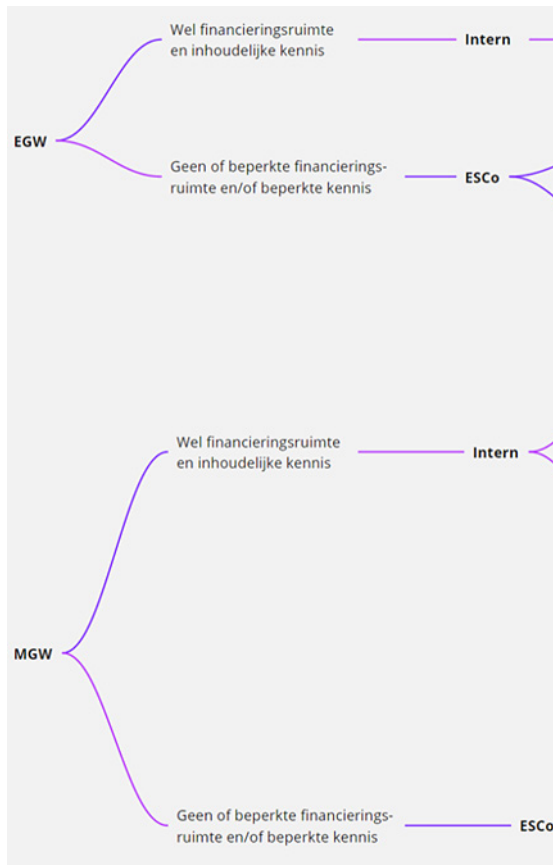 Wel financieringsruimte
en inhoudelijke kennis
Intern
EGW
Geen of beperkte financierings-
ruimte en/of beperkte kennis
ESCo
Wel financieringsruimte
en inhoudelijke kennis
Intern
MGW
Geen of beperkte financierings-
ruimte en/of beperkte kennis
ESCo